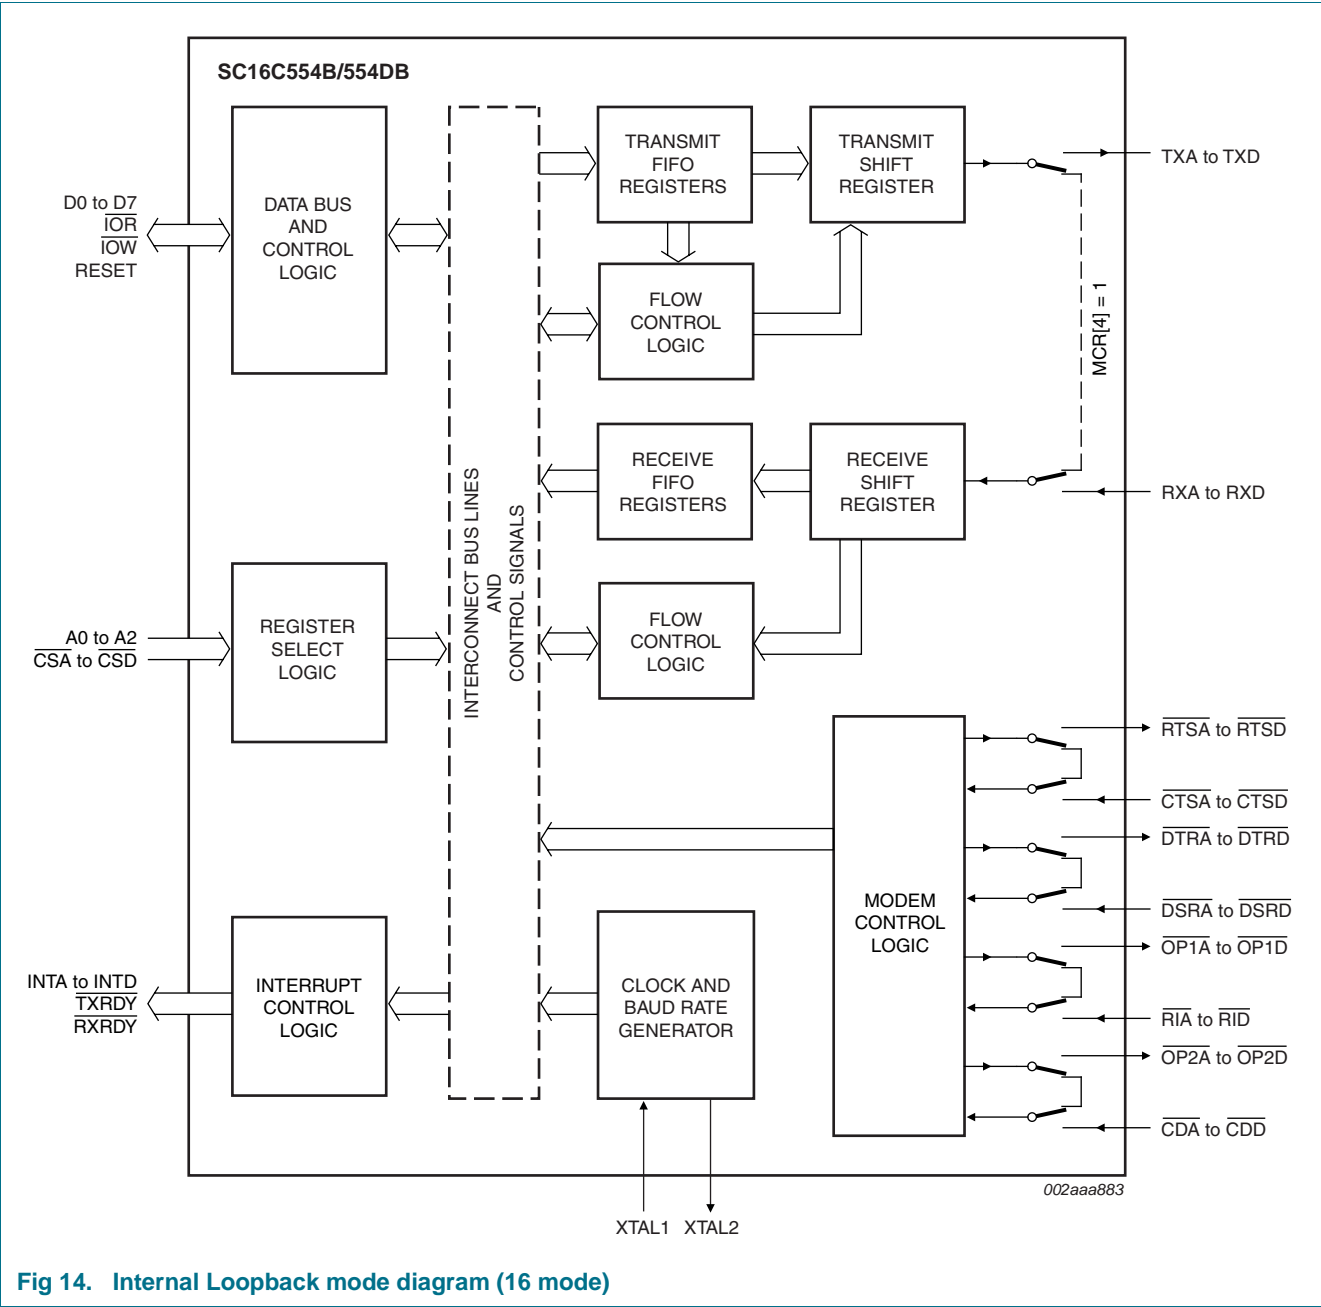 SC16C554B/554DB
D0 to D7
IOR
IOW
RESET
DATA BUS
AND
CONTROL
LOGIC
TRANSMIT
FIFO
REGISTERS
TRANSMIT
SHIFT
REGISTER
TXA to TXD
FLOW
CONTROL
LOGIC
MCR[4] = 1
RECEIVE
FIFO
REGISTERS
RECEIVE
SHIFT
REGISTER
RXA to RXD
INTERCONNECT BUS LINES
AND
CONTROL SIGNALS
A0 to A2
CSA to CSD
REGISTER
SELECT
LOGIC
FLOW
CONTROL
LOGIC
RTSA to RTSD
CTSA to CTSD
DTRA to DTRD
MODEM
CONTROL
LOGIC
DSRA to DSRD
OP1A to OP1D
RIA to RID
OP2A to OP2D
CDA to CDD
INTA to INTD
TXRDY
RXRDY
INTERRUPT
CONTROL
LOGIC
CLOCK AND
BAUD RATE
GENERATOR
002aaa883
XTAL1 XTAL2
Fig 14. Internal Loopback mode diagram (16 mode)